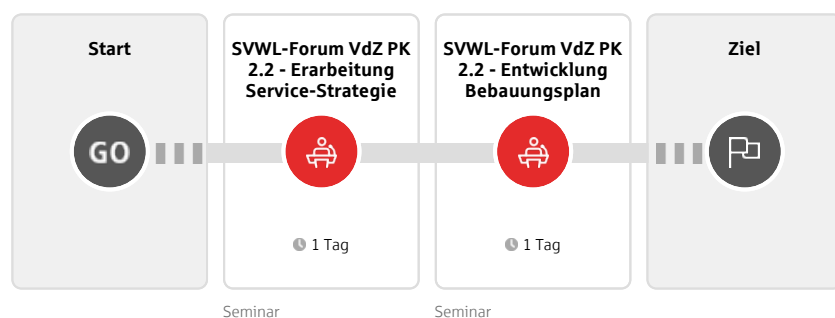 Start
SVWL-Forum VdZ PK
2.2 - Erarbeitung
Service-Strategie
SVWL-Forum VdZ PK
2.2 - Entwicklung
Bebauungsplan
Ziel
GO
1 Tag
1 Tag
Seminar
Seminar